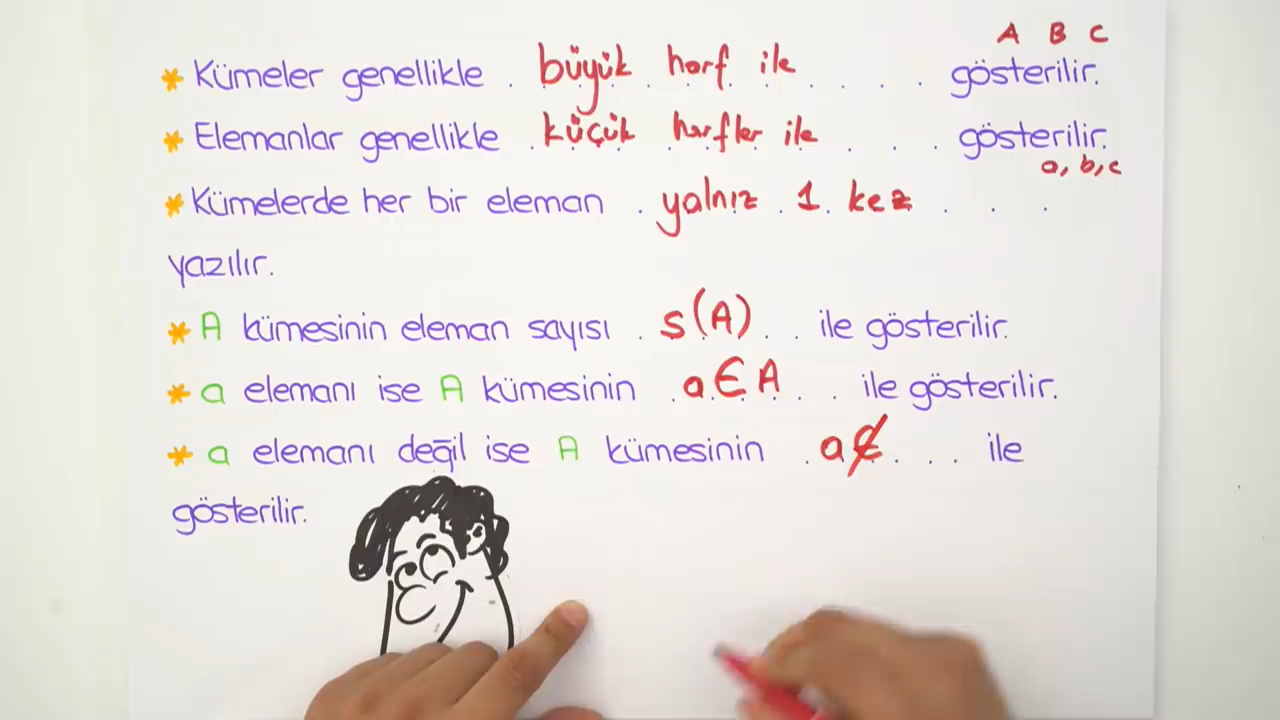 A B C
* Kümeler genellikle . büyük harf ile . . . . gösterilir.
* Elemanlar genellikle . küçük harfler ile . . . gösterilir.
a, b, c
* Kümelerde her bir eleman . yalnız . 1 . kez . . .
yazılır.
* A kümesinin eleman sayısı . s(A) . . ile gösterilir.
* a elemanı ise A kümesinin . a ∈ A . . . ile gösterilir.
* a elemanı değil ise A kümesinin . a ∉ . . . ile
gösterilir.